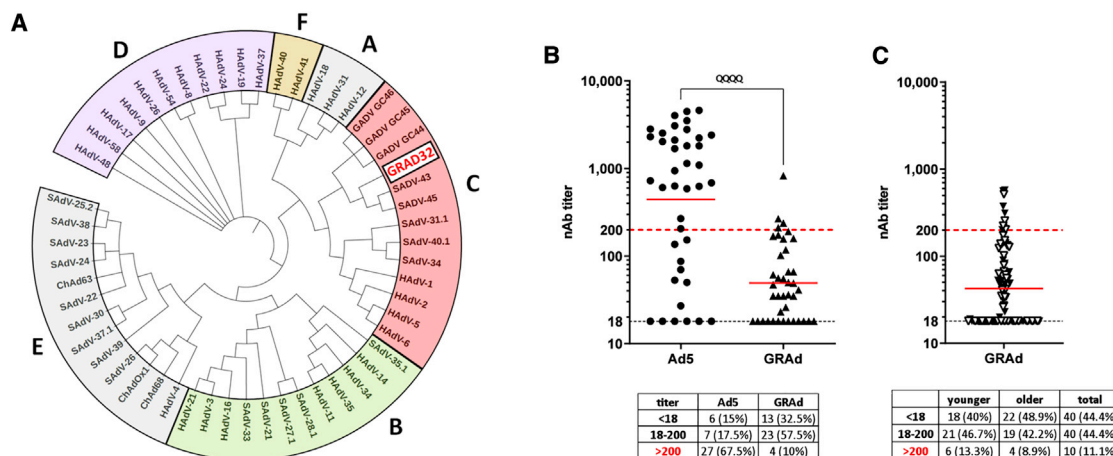 A
D
F
A
C
B
E
HAdV-48
HAdV-58
HAdV-17
HAdV-9
HAdV-26
HAdV-54
HAdV-8
HAdV-22
HAdV-24
HAdV-19
HAdV-37
HAdV-40
HAdV-41
HAdV-18
HAdV-31
HAdV-12
GADV GC46
GADV GC45
GADV GC44
GRAD32
SADV-43
SADV-45
SAdV-31.1
SAdV-40.1
SAdV-34
HAdV-1
HAdV-2
HAdV-5
HAdV-6
SAdV-35.1
HAdV-14
HAdV-34
HAdV-35
HAdV-11
SAdV-28.1
SAdV-27.1
SAdV-21
SAdV-33
HAdV-16
HAdV-3
HAdV-21
HAdV-4
ChAd68
ChAdOx1
SAdV-26
SAdV-39
SAdV-37.1
SAdV-30
SAdV-22
ChAd63
SAdV-24
SAdV-23
SAdV-38
SAdV-25.2
B
QQQQ
nAb titer
10,000
1,000
200
100
18
10
Ad5 GRAd
titer Ad5 GRAd
<18 6 (15%) 13 (32.5%)
18-200 7 (17.5%) 23 (57.5%)
>200 27 (67.5%) 4 (10%)
C
nAb titer
10,000
1,000
200
100
18
10
GRAd
younger older total
<18 18 (40%) 22 (48.9%) 40 (44.4%)
18-200 21 (46.7%) 19 (42.2%) 40 (44.4%)
>200 6 (13.3%) 4 (8.9%) 10 (11.1%)